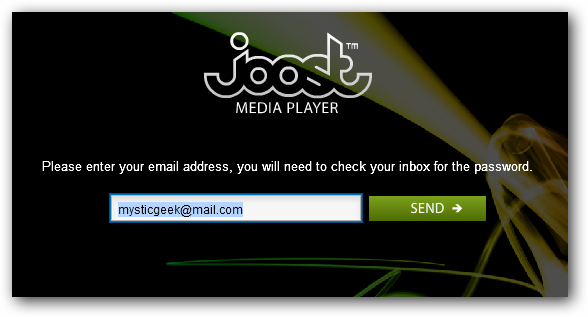 joost™
MEDIA PLAYER
Please enter your email address, you will need to check your inbox for the password.
mysticgeek@mail.com
SEND →